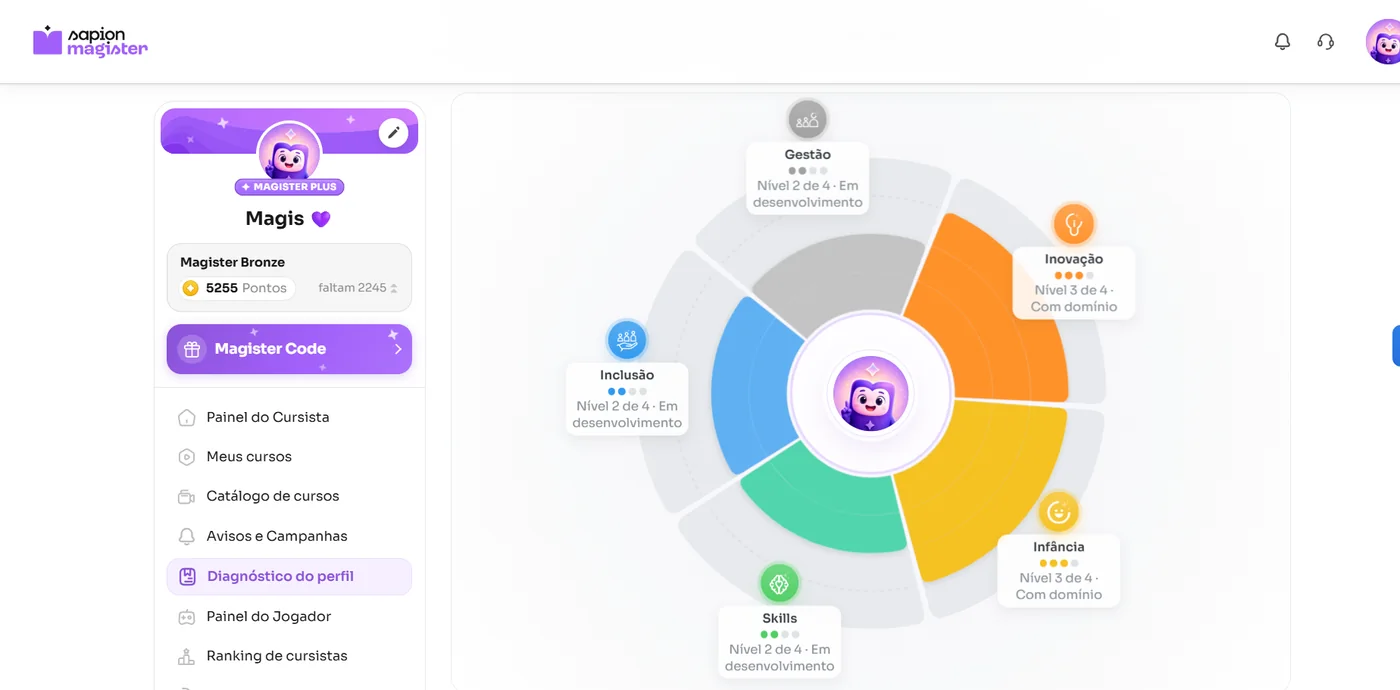 sapion
magister
MAGISTER PLUS
Magis
Magister Bronze
5255 Pontos
faltam 2245
Magister Code
Painel do Cursista
Meus cursos
Catálogo de cursos
Avisos e Campanhas
Diagnóstico do perfil
Painel do Jogador
Ranking de cursistas
Gestão
Nível 2 de 4 · Em
desenvolvimento
Inovação
Nível 3 de 4 ·
Com domínio
Inclusão
Nível 2 de 4 · Em
desenvolvimento
Infância
Nível 3 de 4 ·
Com domínio
Skills
Nível 2 de 4 · Em
desenvolvimento